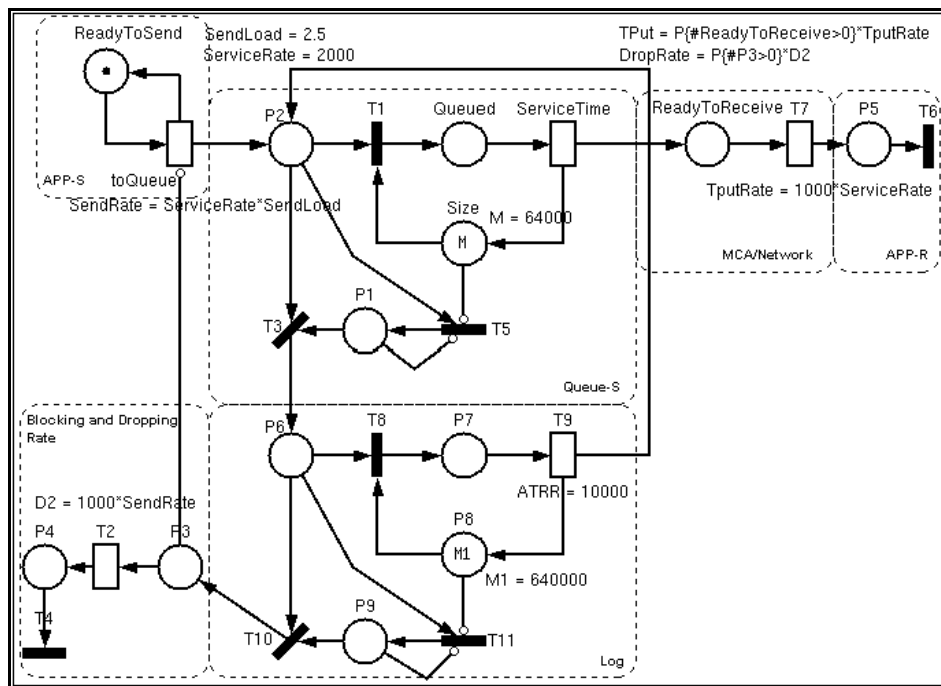 ReadyToSend
SendLoad = 2.5
ServiceRate = 2000
TPut = P{#ReadyToReceive>0}*TputRate
DropRate = P{#P3>0}*D2
P2
T1
Queued
ServiceTime
ReadyToReceive
T7
P5
T6
APP-S
toQueue
SendRate = ServiceRate*SendLoad
TputRate = 1000*ServiceRate
Size
M = 64000
M
MCA/Network
APP-R
P1
T3
T5
Queue-S
Blocking and Dropping
Rate
P6
T8
P7
T9
ATRR = 10000
D2 = 1000*SendRate
P4
T2
P3
P8
M1
M1 = 640000
T4
P9
T10
T11
Log